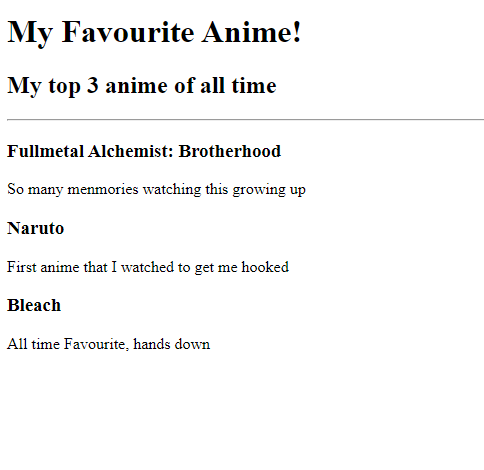 My Favourite Anime!
My top 3 anime of all time
Fullmetal Alchemist: Brotherhood
So many menmories watching this growing up
Naruto
First anime that I watched to get me hooked
Bleach
All time Favourite, hands down